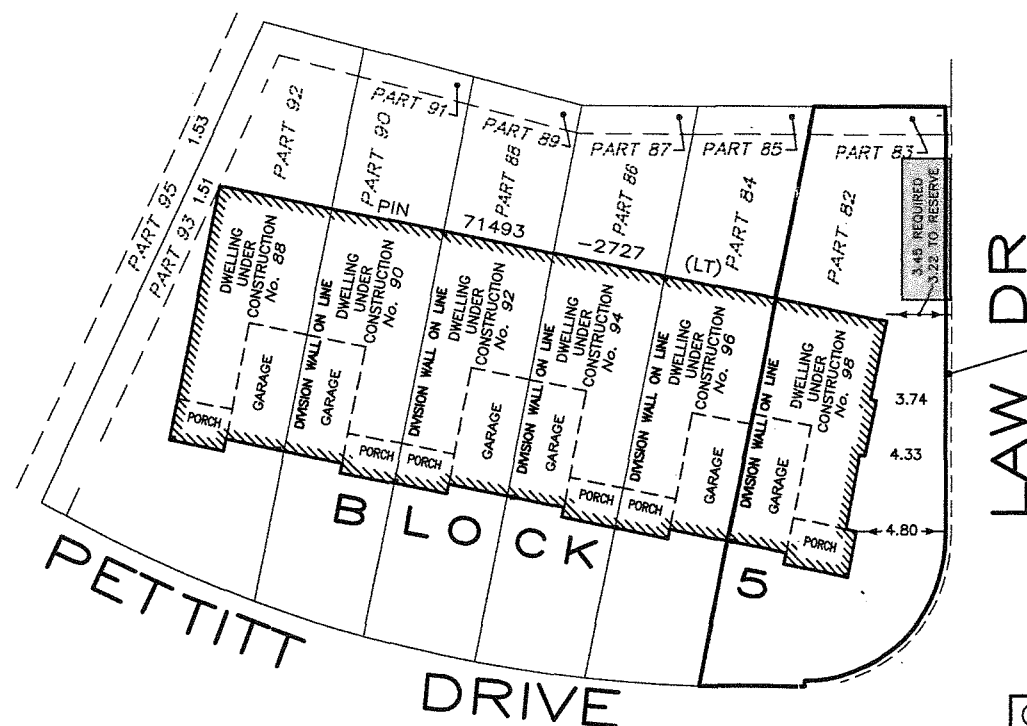 PART 95
1.53
PART 93
1.51
PART 92
PART 91
PART 90
PART 89
PART 88
PART 87
PART 86
PART 85
PART 84
PART 83
PART 82
3.45 REQUIRED
3.22 TO RESERVE
PIN 71493 -2727 (LT)
DWELLING
UNDER
CONSTRUCTION
No. 88
PORCH
GARAGE
DIVISION WALL ON LINE
DWELLING
UNDER
CONSTRUCTION
No. 90
GARAGE
PORCH
DIVISION WALL ON LINE
DWELLING
UNDER
CONSTRUCTION
No. 92
PORCH
GARAGE
DIVISION WALL ON LINE
DWELLING
UNDER
CONSTRUCTION
No. 94
GARAGE
PORCH
DIVISION WALL ON LINE
DWELLING
UNDER
CONSTRUCTION
No. 96
PORCH
GARAGE
DIVISION WALL ON LINE
DWELLING
UNDER
CONSTRUCTION
No. 98
GARAGE
PORCH
3.74
4.33
4.80
BLOCK 5
PETTITT DRIVE
LAW DR